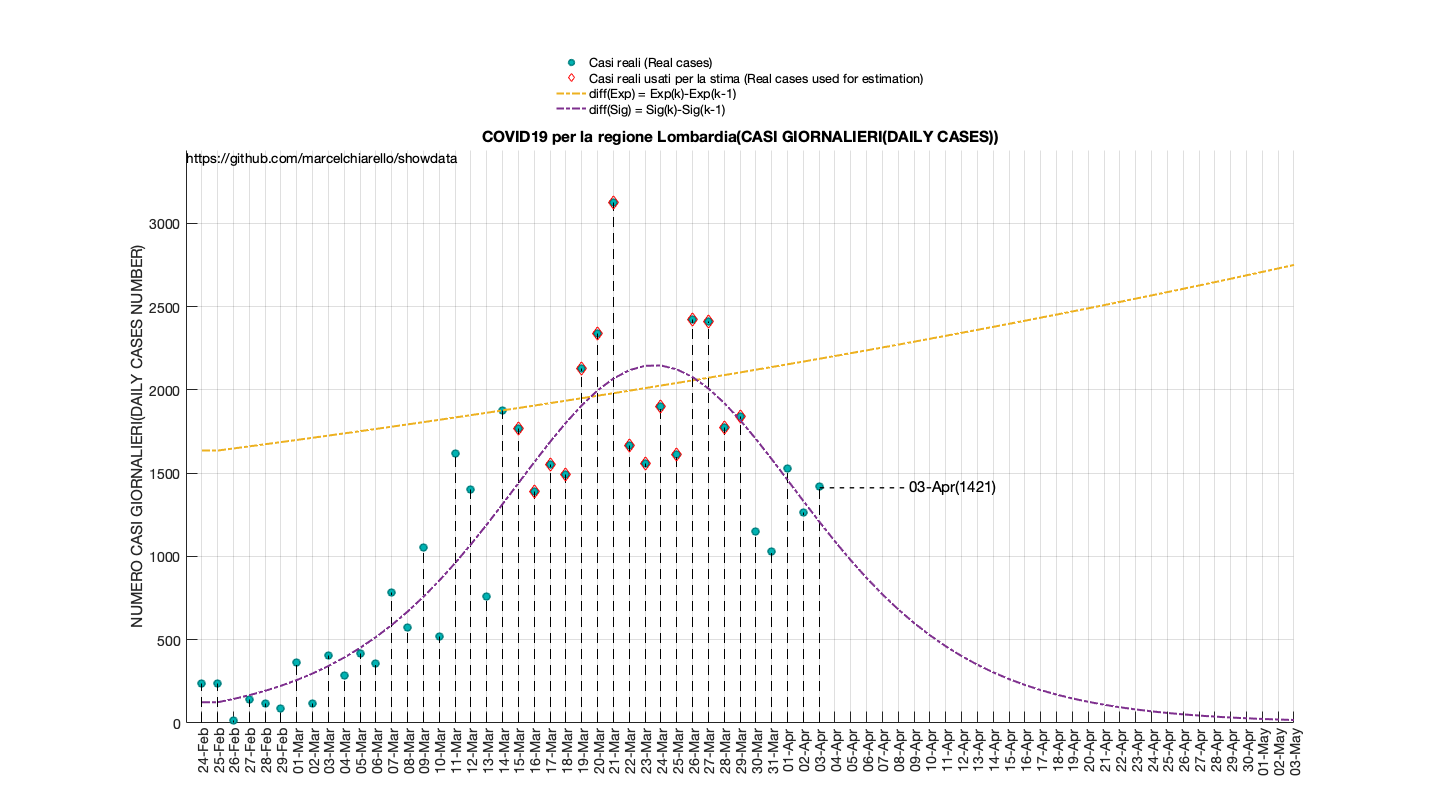 Casi reali (Real cases)
Casi reali usati per la stima (Real cases used for estimation)
diff(Exp) = Exp(k)-Exp(k-1)
diff(Sig) = Sig(k)-Sig(k-1)
COVID19 per la regione Lombardia(CASI GIORNALIERI(DAILY CASES))
https://github.com/marcelchiarello/showdata
NUMERO CASI GIORNALIERI(DAILY CASES NUMBER)
3000
2500
2000
1500
1000
500
0
03-Apr(1421)
24-Feb
25-Feb
26-Feb
27-Feb
28-Feb
29-Feb
01-Mar
02-Mar
03-Mar
04-Mar
05-Mar
06-Mar
07-Mar
08-Mar
09-Mar
10-Mar
11-Mar
12-Mar
13-Mar
14-Mar
15-Mar
16-Mar
17-Mar
18-Mar
19-Mar
20-Mar
21-Mar
22-Mar
23-Mar
24-Mar
25-Mar
26-Mar
27-Mar
28-Mar
29-Mar
30-Mar
31-Mar
01-Apr
02-Apr
03-Apr
04-Apr
05-Apr
06-Apr
07-Apr
08-Apr
09-Apr
10-Apr
11-Apr
12-Apr
13-Apr
14-Apr
15-Apr
16-Apr
17-Apr
18-Apr
19-Apr
20-Apr
21-Apr
22-Apr
23-Apr
24-Apr
25-Apr
26-Apr
27-Apr
28-Apr
29-Apr
30-Apr
01-May
02-May
03-May